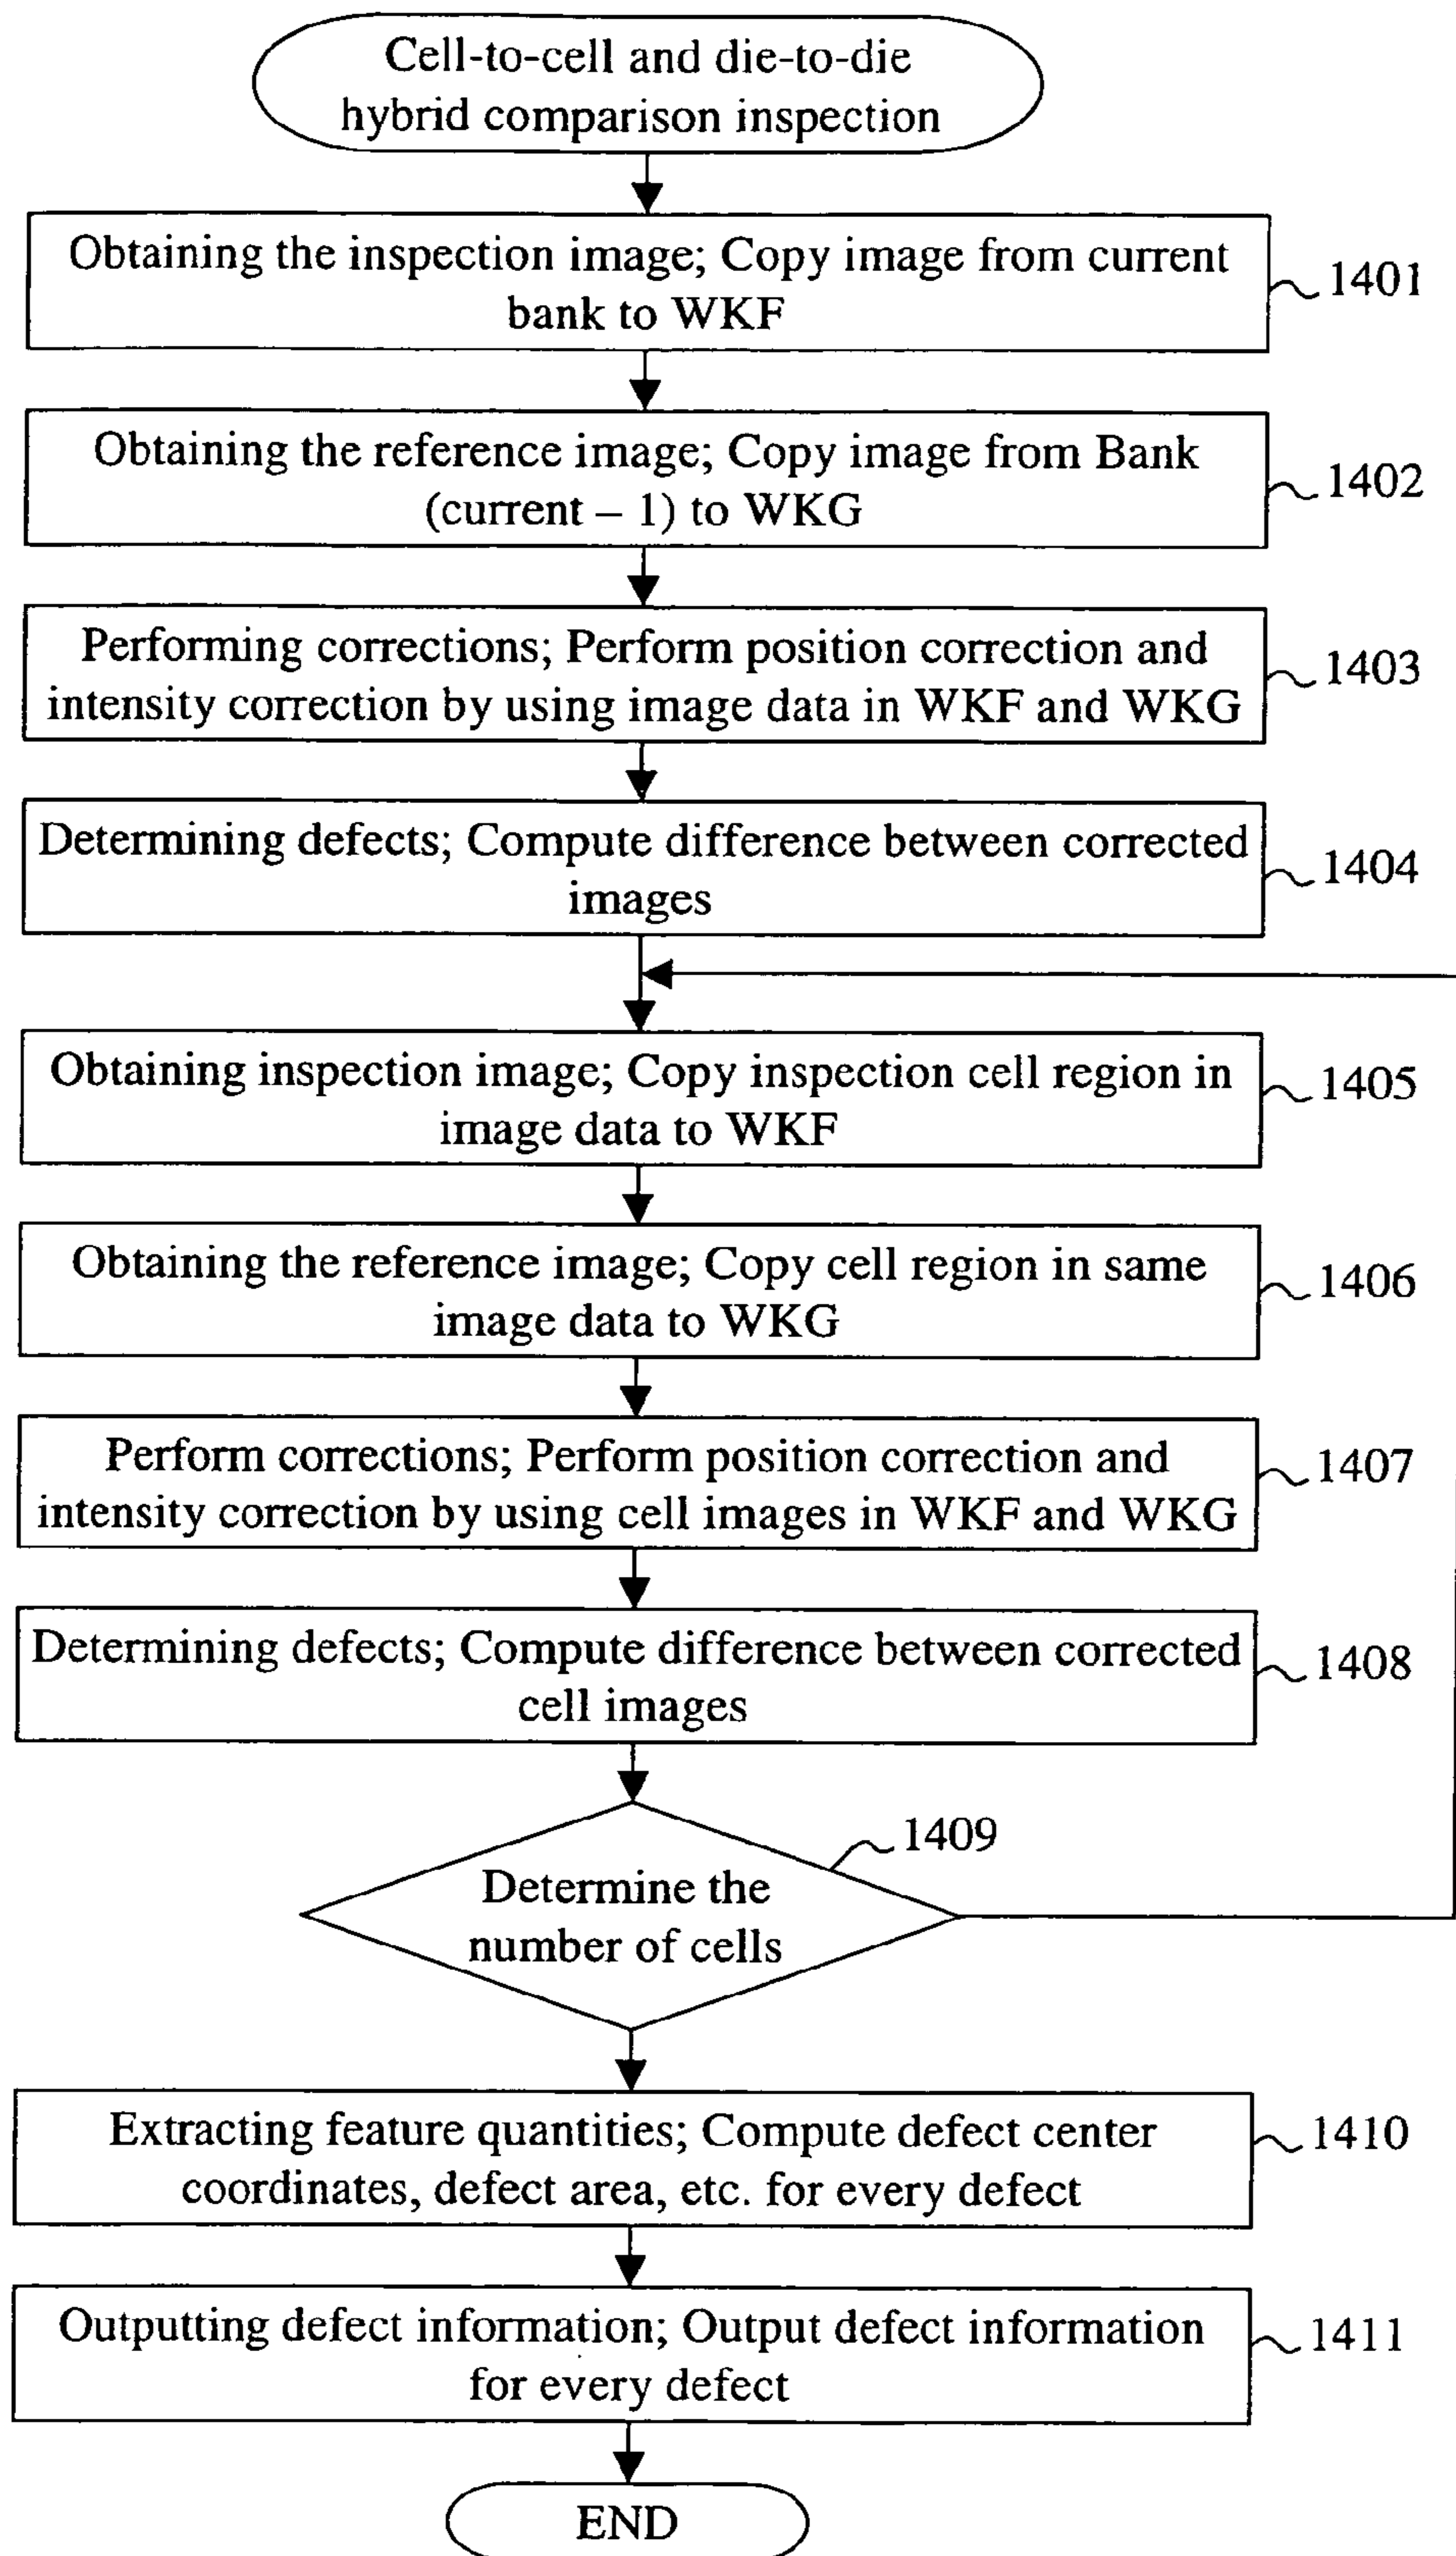 Cell-to-cell and die-to-die
hybrid comparison inspection
Obtaining the inspection image; Copy image from current
bank to WKF
1401
Obtaining the reference image; Copy image from Bank
(current – 1) to WKG
1402
Performing corrections; Perform position correction and
intensity correction by using image data in WKF and WKG
1403
Determining defects; Compute difference between corrected
images
1404
Obtaining inspection image; Copy inspection cell region in
image data to WKF
1405
Obtaining the reference image; Copy cell region in same
image data to WKG
1406
Perform corrections; Perform position correction and
intensity correction by using cell images in WKF and WKG
1407
Determining defects; Compute difference between corrected
cell images
1408
1409
Determine the
number of cells
Extracting feature quantities; Compute defect center
coordinates, defect area, etc. for every defect
1410
Outputting defect information; Output defect information
for every defect
1411
END